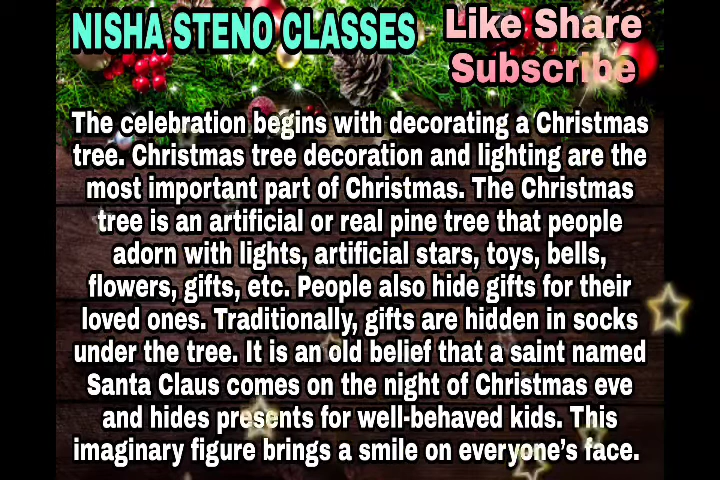 NISHA STENO CLASSES
Like Share
Subscribe
The celebration begins with decorating a Christmas
tree. Christmas tree decoration and lighting are the
most important part of Christmas. The Christmas
tree is an artificial or real pine tree that people
adorn with lights, artificial stars, toys, bells,
flowers, gifts, etc. People also hide gifts for their
loved ones. Traditionally, gifts are hidden in socks
under the tree. It is an old belief that a saint named
Santa Claus comes on the night of Christmas eve
and hides presents for well-behaved kids. This
imaginary figure brings a smile on everyone’s face.